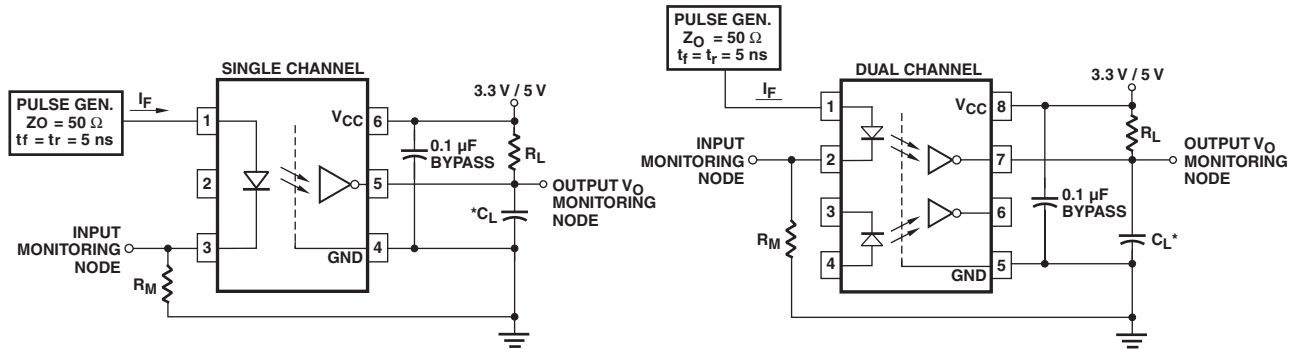 SINGLE CHANNEL
PULSE GEN.
ZO = 50 Ω
tf = tr = 5 ns
IF
1
2
3
VCC
6
5
4
GND
3.3 V / 5 V
0.1 µF
BYPASS
RL
OUTPUT VO
MONITORING
NODE
*CL
INPUT
MONITORING
NODE
RM
PULSE GEN.
ZO = 50 Ω
tf = tr = 5 ns
DUAL CHANNEL
IF
1
2
3
4
VCC
8
7
6
5
GND
3.3 V / 5 V
RL
INPUT
MONITORING
NODE
OUTPUT VO
MONITORING
NODE
0.1 µF
BYPASS
RM
CL*